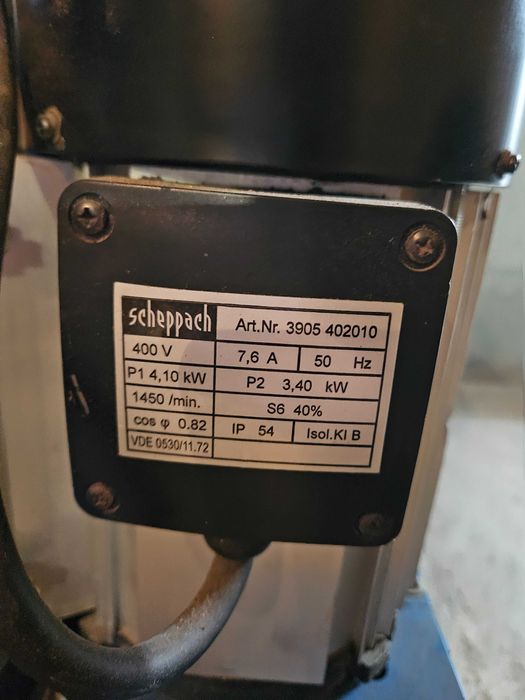 scheppach Art.Nr. 3905 402010
400 V 7,6 A 50 Hz
P1 4,10 kW P2 3,40 kW
1450 /min. S6 40%
cos φ 0.82 IP 54 Isol.Kl B
VDE 0530/11.72